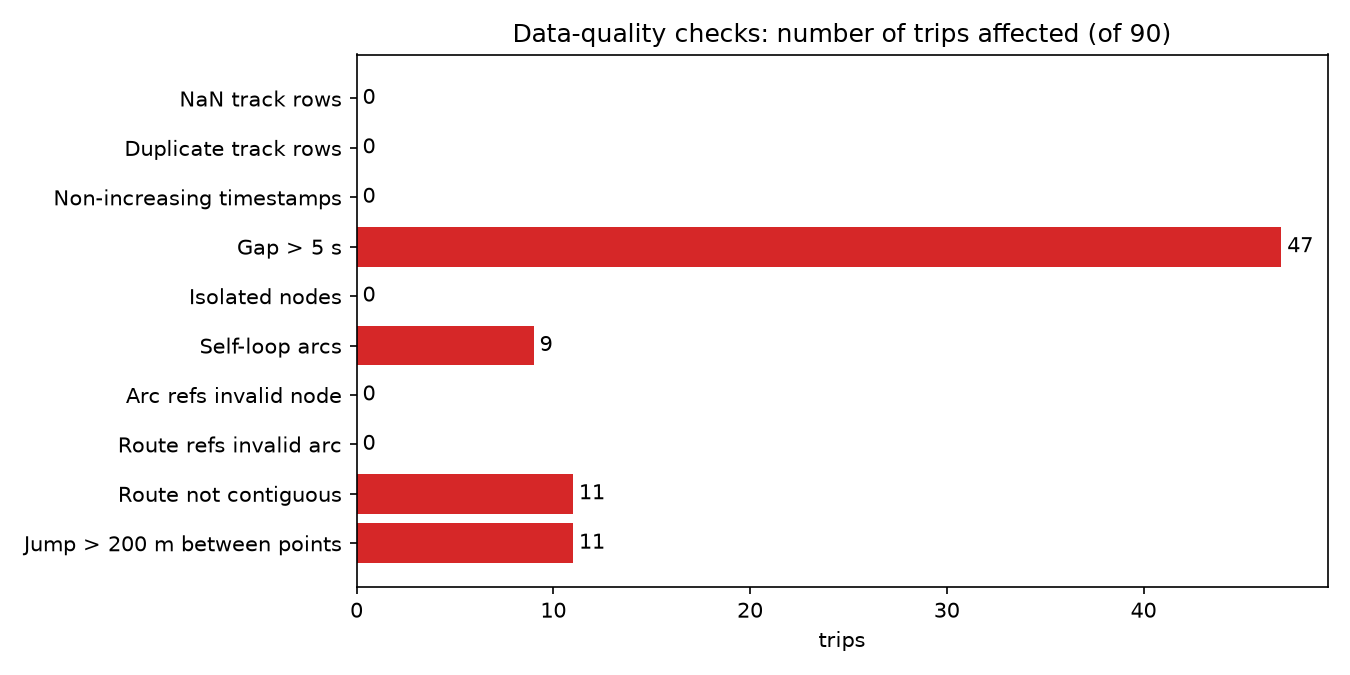 Data-quality checks: number of trips affected (of 90)
NaN track rows 0
Duplicate track rows 0
Non-increasing timestamps 0
Gap > 5 s 47
Isolated nodes 0
Self-loop arcs 9
Arc refs invalid node 0
Route refs invalid arc 0
Route not contiguous 11
Jump > 200 m between points 11
0 10 20 30 40
trips